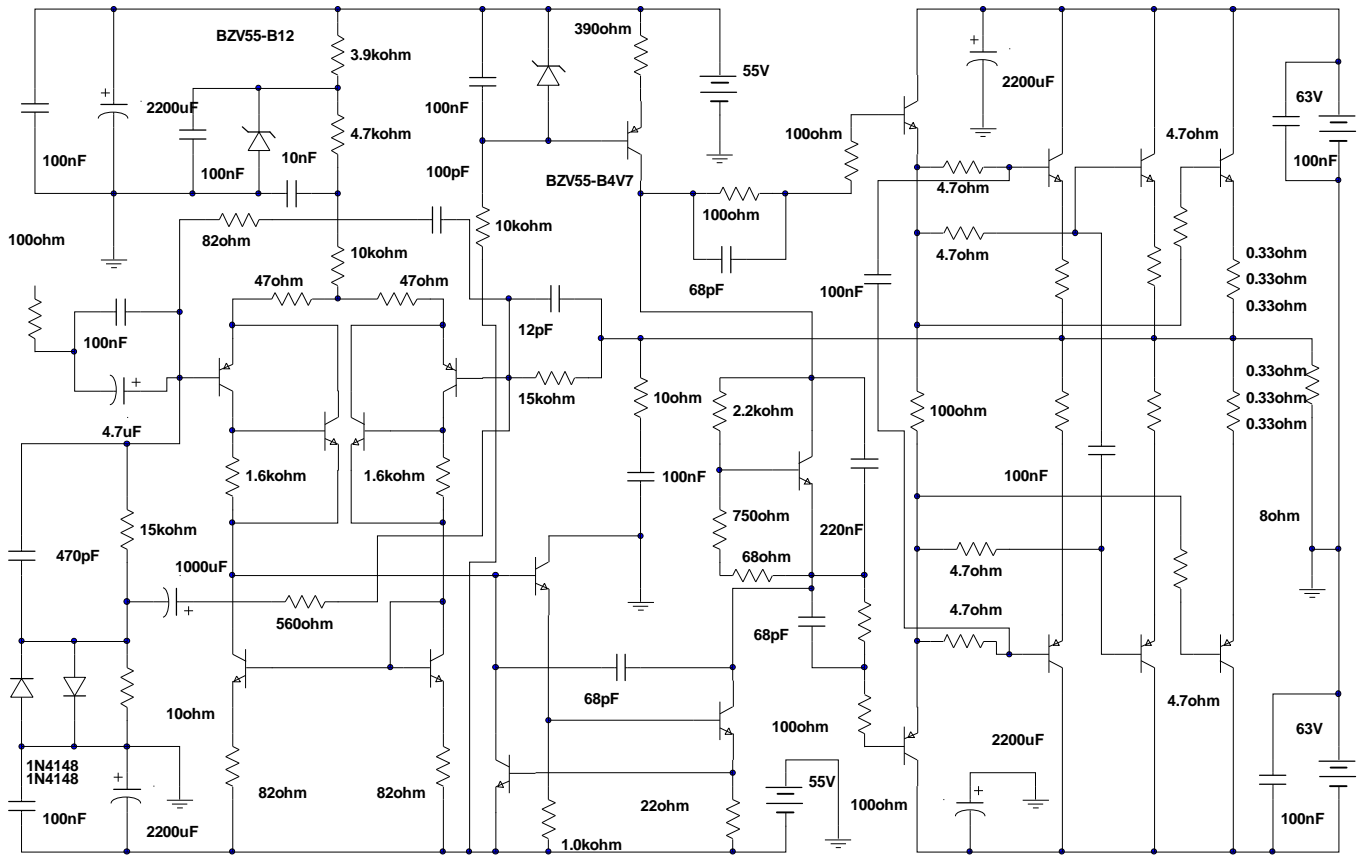 BZV55-B12
390ohm
3.9kohm
55V
2200uF
100nF
2200uF
63V
4.7kohm
100ohm
4.7ohm
100nF
100nF
10nF
100nF
100pF
BZV55-B4V7
4.7ohm
100ohm
10kohm
100ohm
82ohm
4.7ohm
10kohm
0.33ohm
0.33ohm
0.33ohm
47ohm
47ohm
68pF
100nF
12pF
100nF
15kohm
10ohm
2.2kohm
100ohm
0.33ohm
0.33ohm
0.33ohm
4.7uF
1.6kohm
1.6kohm
100nF
100nF
750ohm
8ohm
15kohm
220nF
470pF
1000uF
68ohm
4.7ohm
560ohm
68pF
4.7ohm
68pF
4.7ohm
10ohm
100ohm
2200uF
63V
1N4148
1N4148
82ohm
82ohm
55V
100ohm
22ohm
100nF
2200uF
1.0kohm
100nF